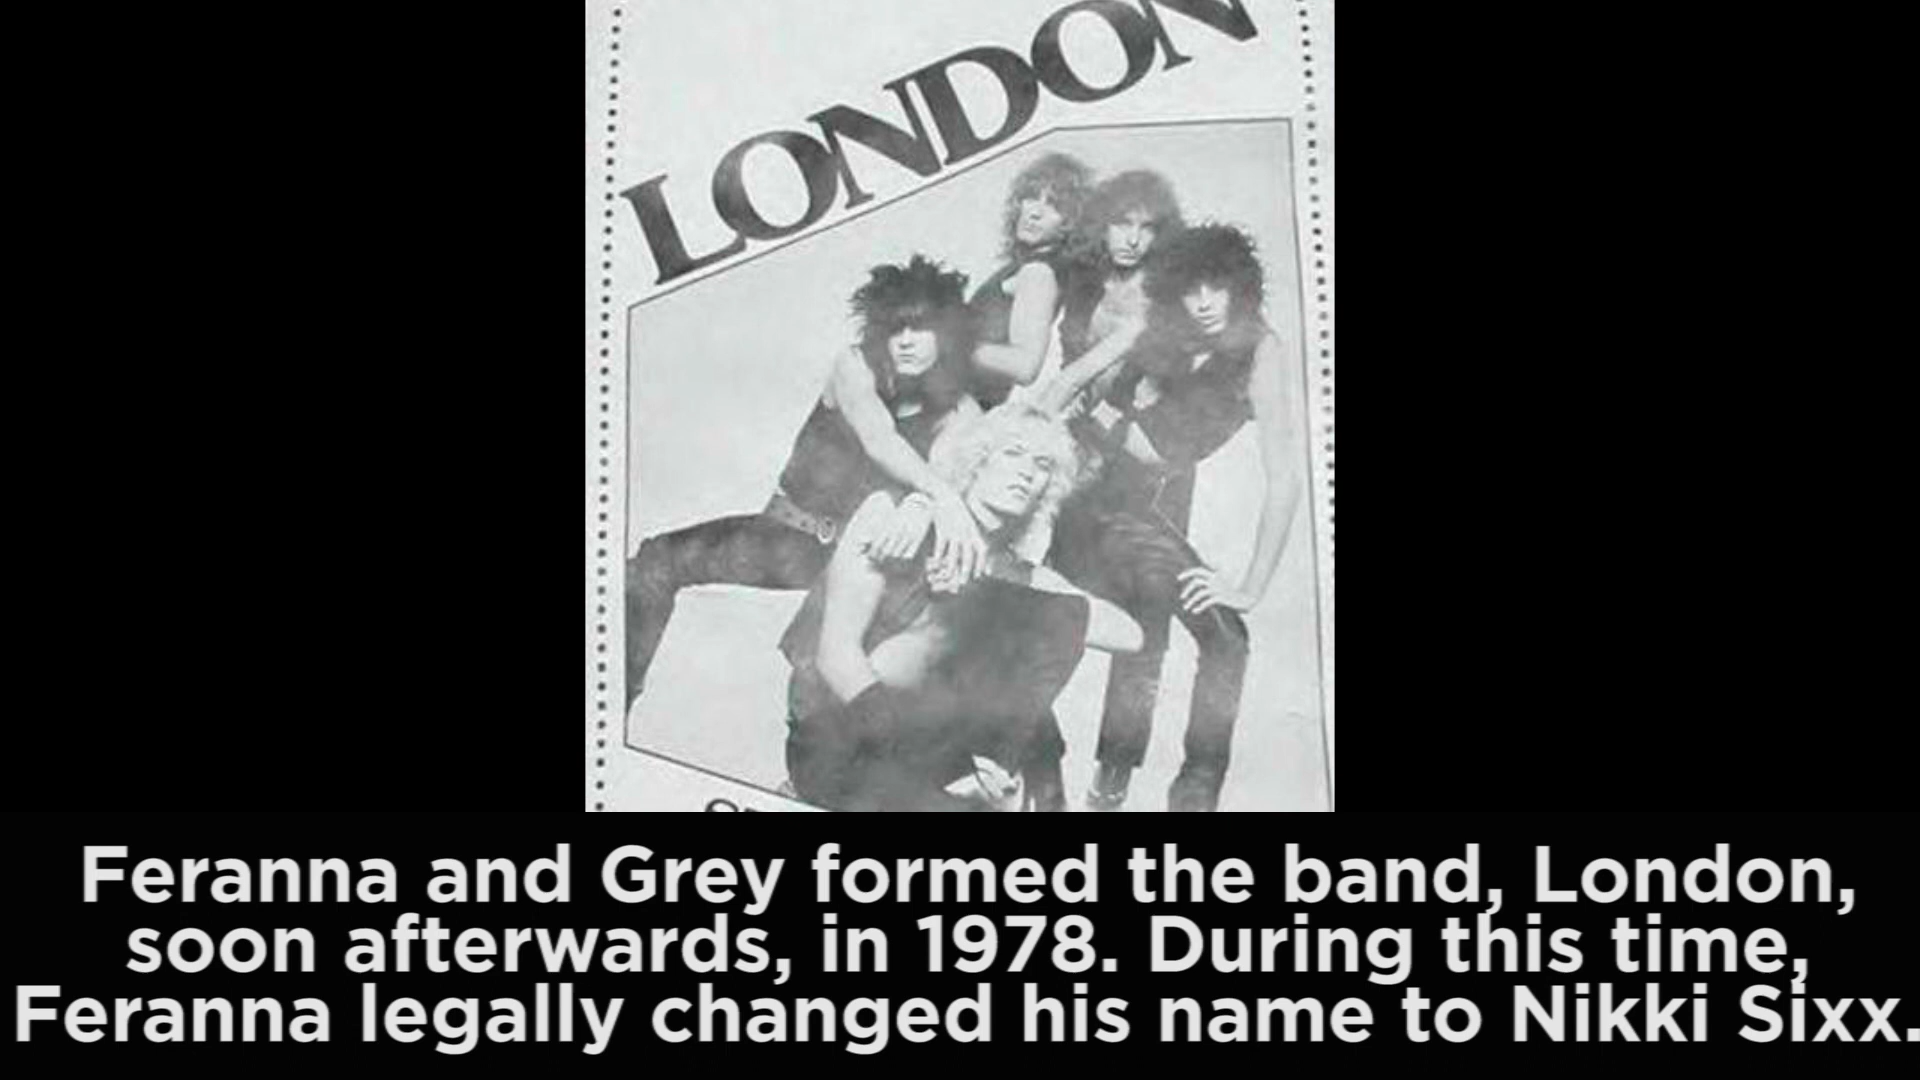 LONDON
Feranna and Grey formed the band, London,
soon afterwards, in 1978. During this time,
Feranna legally changed his name to Nikki Sixx.